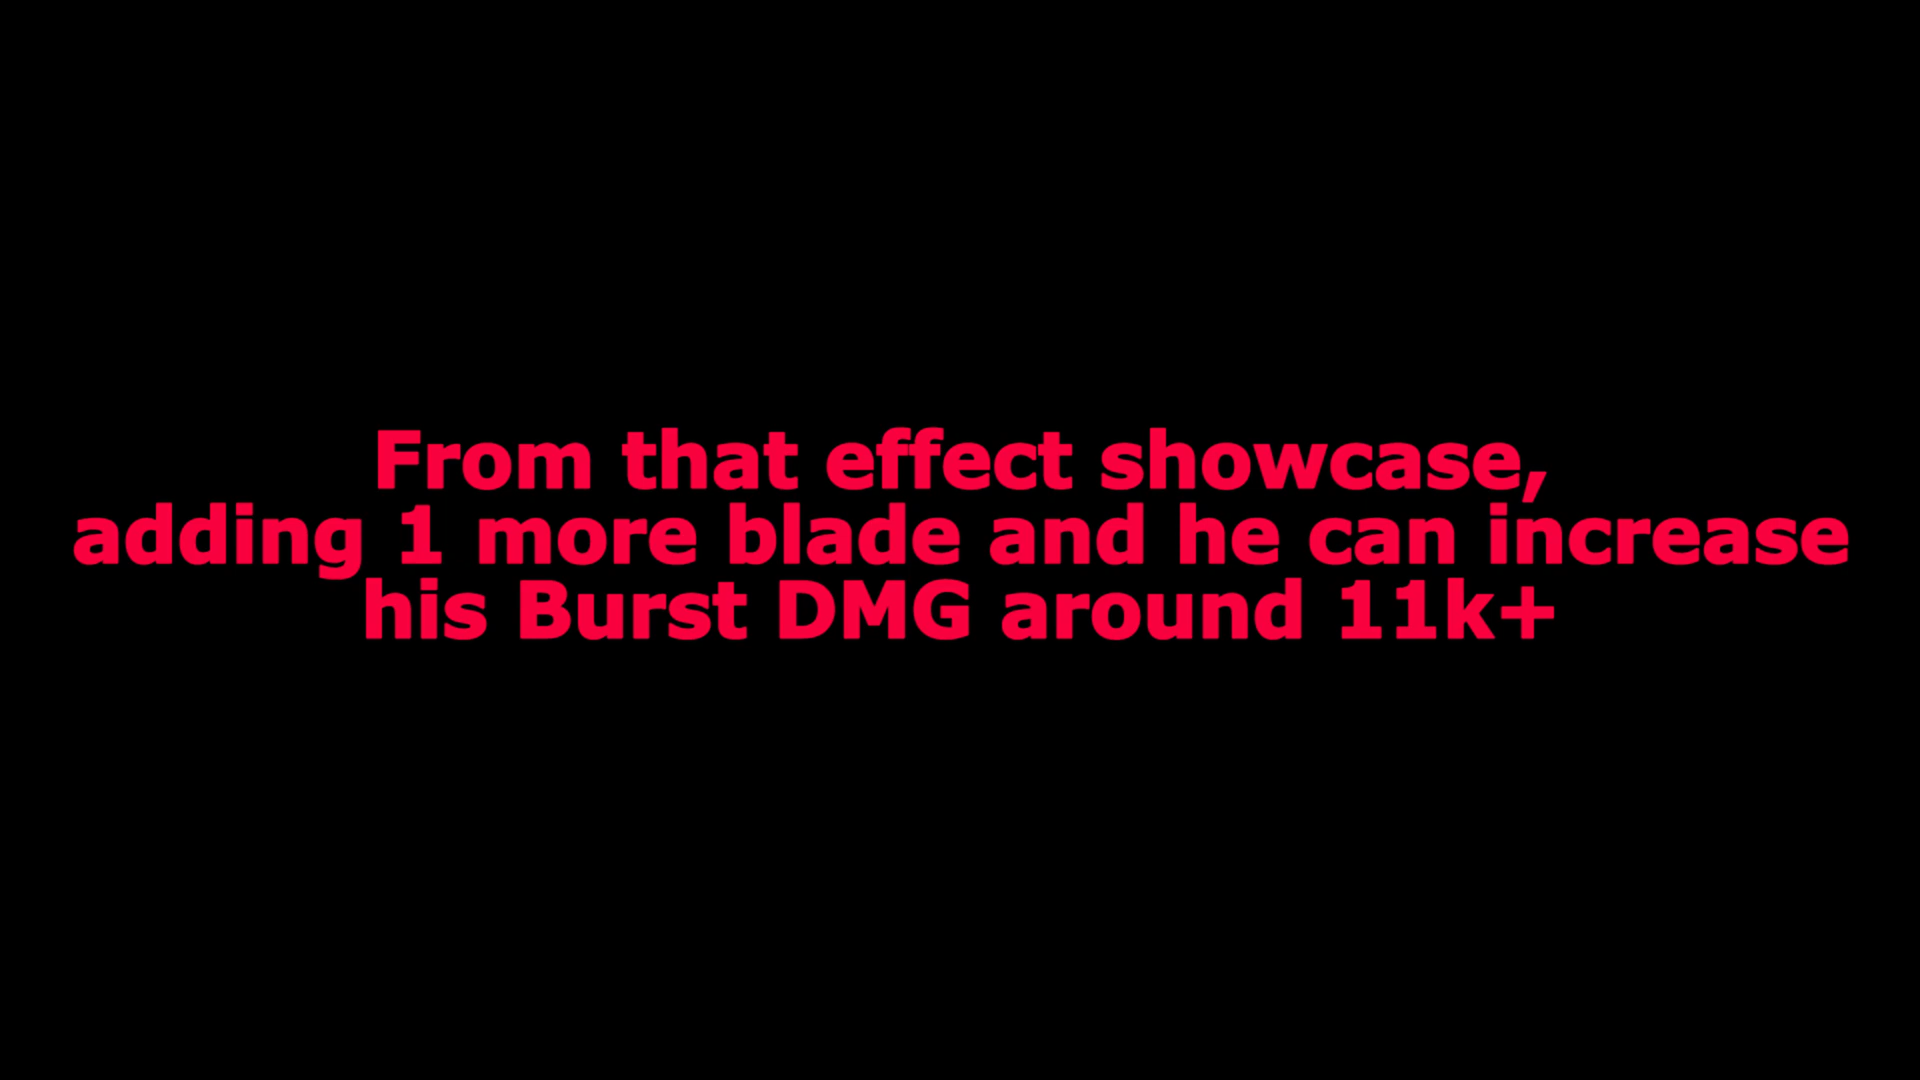 From that effect showcase,
adding 1 more blade and he can increase
his Burst DMG around 11k+